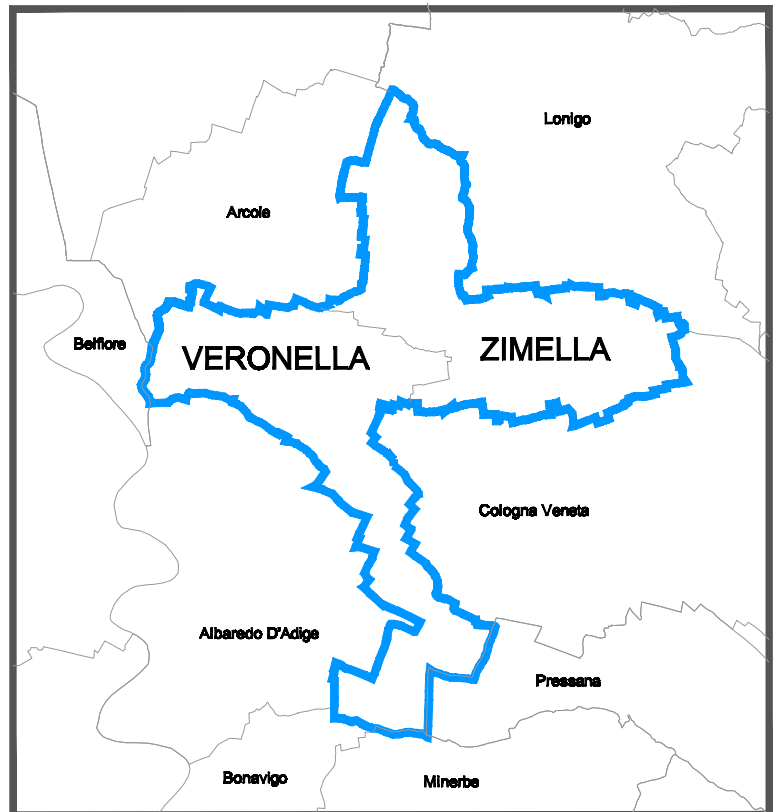 Lonigo
Arcole
Belfiore
VERONELLA
ZIMELLA
Cologna Veneta
Albaredo D'Adige
Pressana
Bonavigo
Minerbe